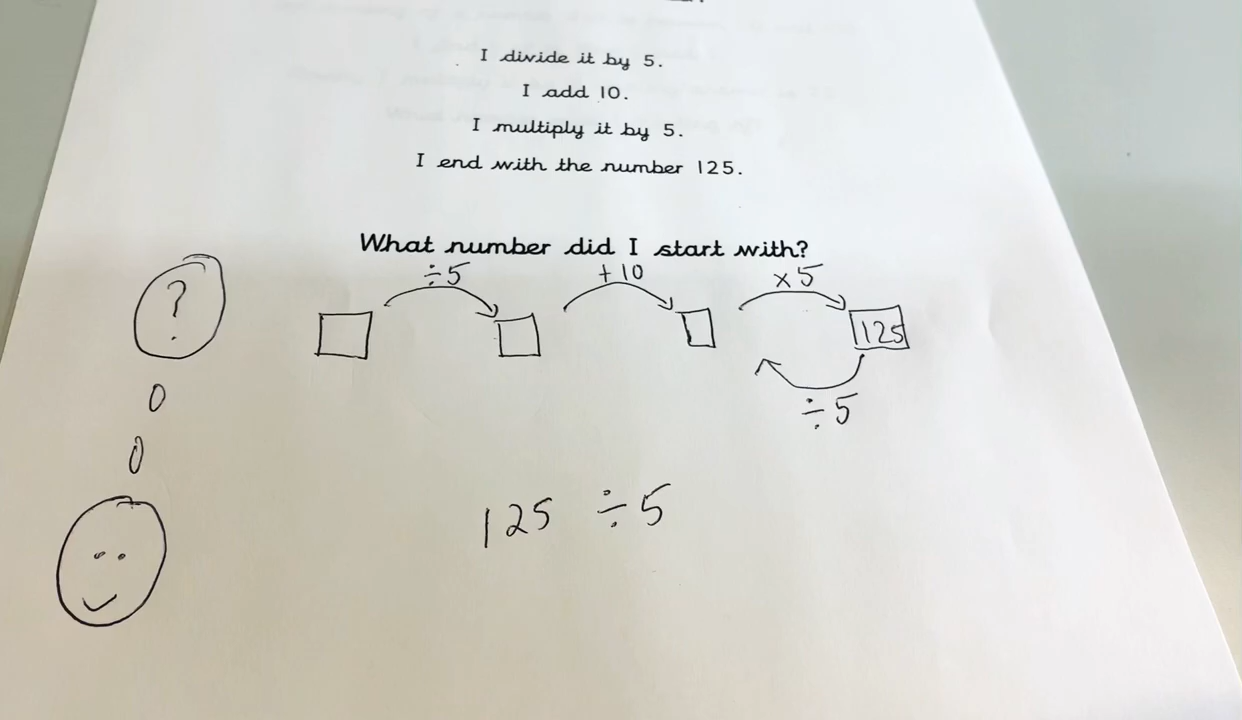 I divide it by 5.
I add 10.
I multiply it by 5.
I end with the number 125.
What number did I start with?
÷5 +10 ×5
?
125
÷5
125 ÷5